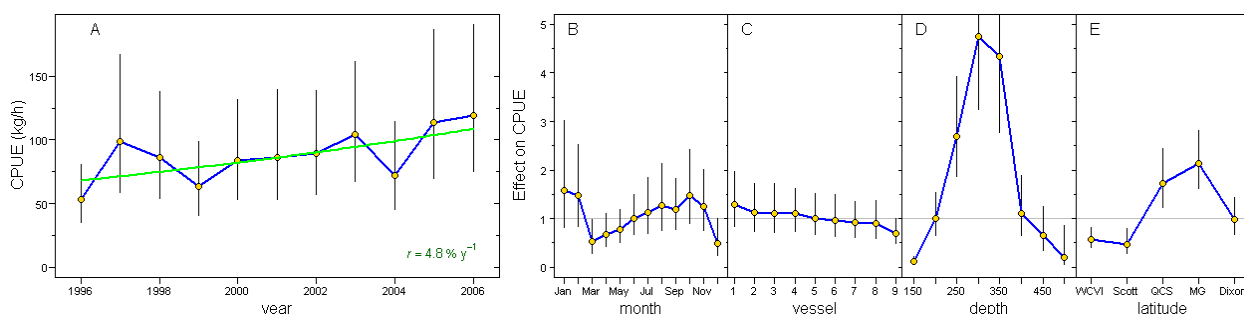 A
CPUE (kg/h)
150
100
50
0
r = 4.8 % y⁻¹
1996 1998 2000 2002 2004 2006
year
B C D E
Effect on CPUE
5
4
3
2
1
0
Jan Mar May Jul Sep Nov
month
1 2 3 4 5 6 7 8 9
vessel
150 250 350 450
depth
WCVI Scott QCS MG Dixon
latitude